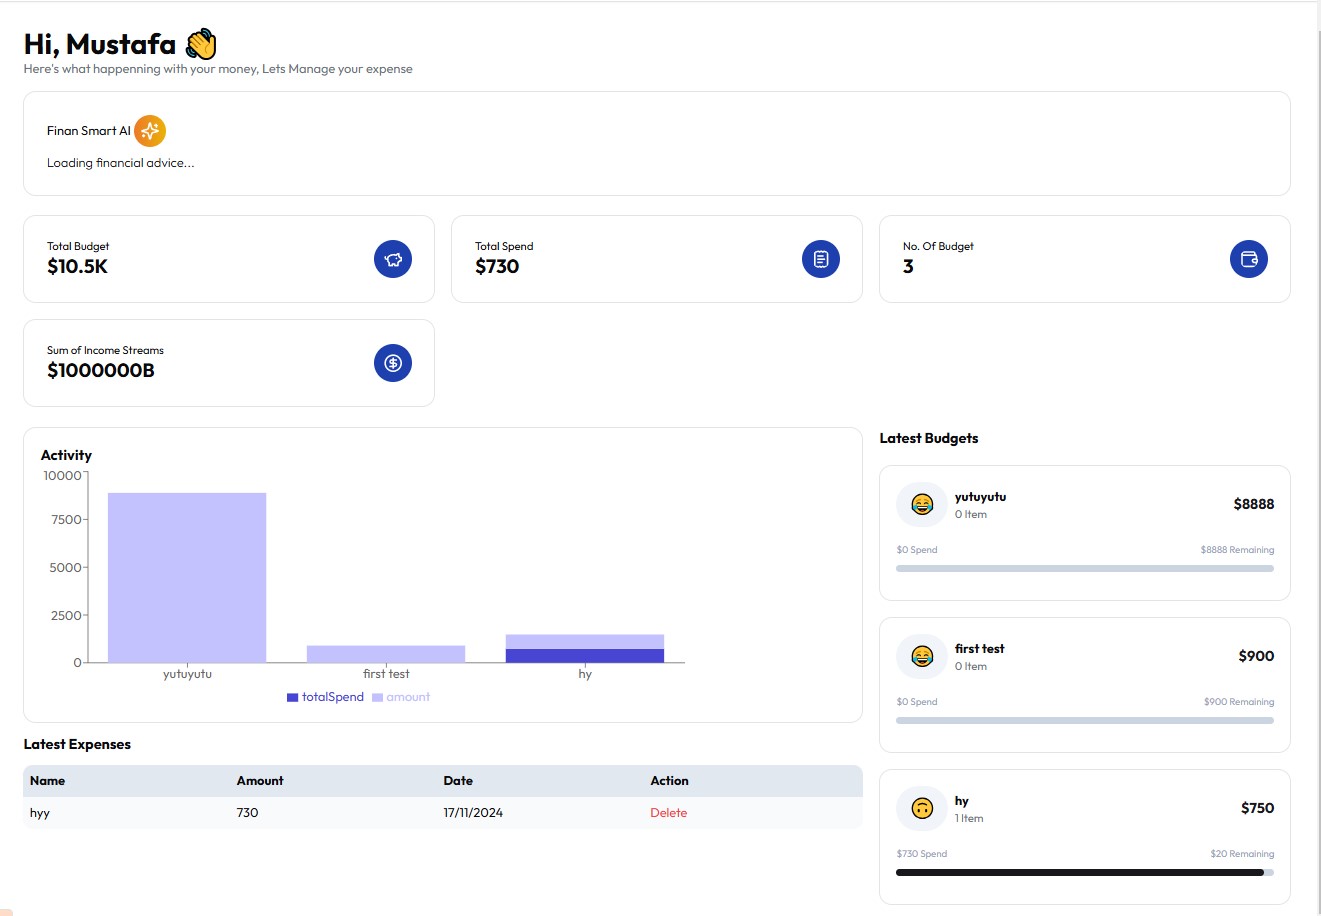 Hi, Mustafa 👋
Here's what happenning with your money, Lets Manage your expense
Finan Smart AI
Loading financial advice...
Total Budget
$10.5K
Total Spend
$730
No. Of Budget
3
Sum of Income Streams
$1000000B
Activity
10000
7500
5000
2500
0
yutuyutu first test hy
totalSpend amount
Latest Expenses
Name Amount Date Action
hyy 730 17/11/2024 Delete
Latest Budgets
😂 yutuyutu $8888
0 Item
$0 Spend $8888 Remaining
😂 first test $900
0 Item
$0 Spend $900 Remaining
🙃 hy $750
1 Item
$730 Spend $20 Remaining